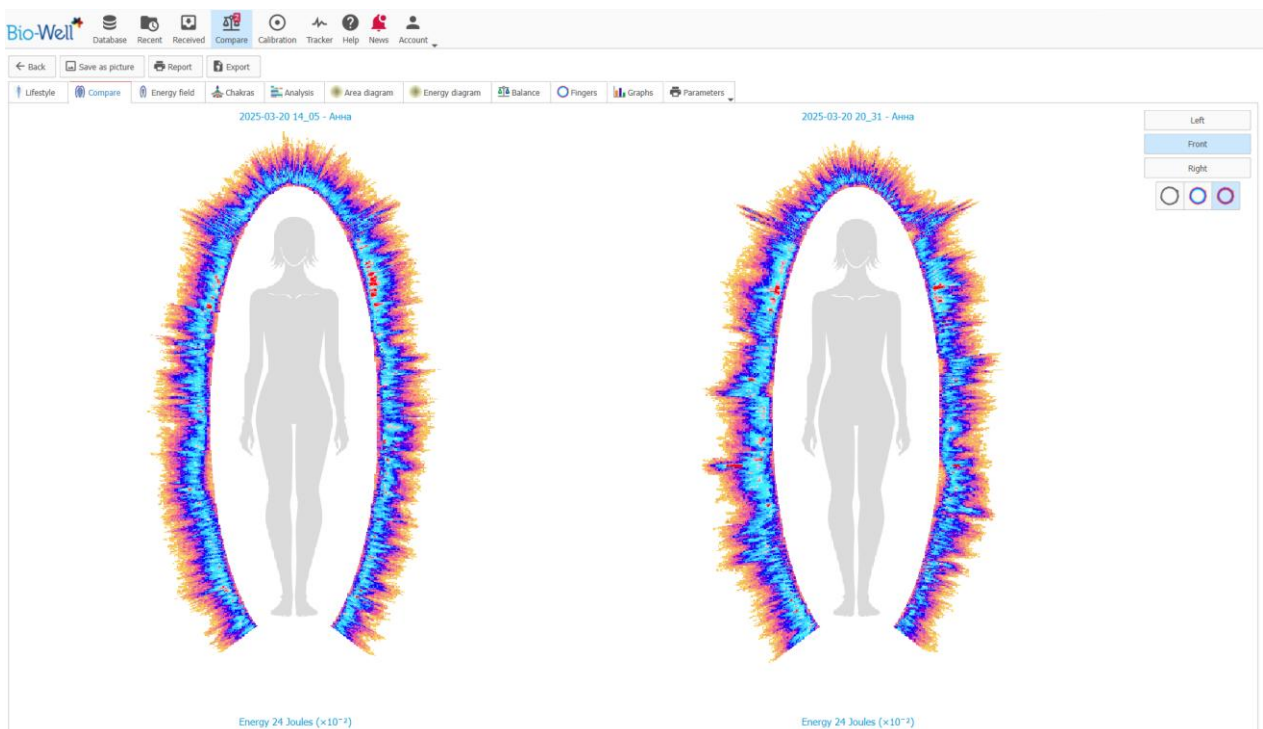 Bio-Well
Database Recent Received Compare Calibration Tracker Help News Account
2
Back Save as picture Report Export
Lifestyle Compare Energy field Chakras Analysis Area diagram Energy diagram Balance Fingers Graphs Parameters
2025-03-20 14_05 - Анна 2025-03-20 20_31 - Анна
Left
Front
Right
Energy 24 Joules (×10⁻²) Energy 24 Joules (×10⁻²)